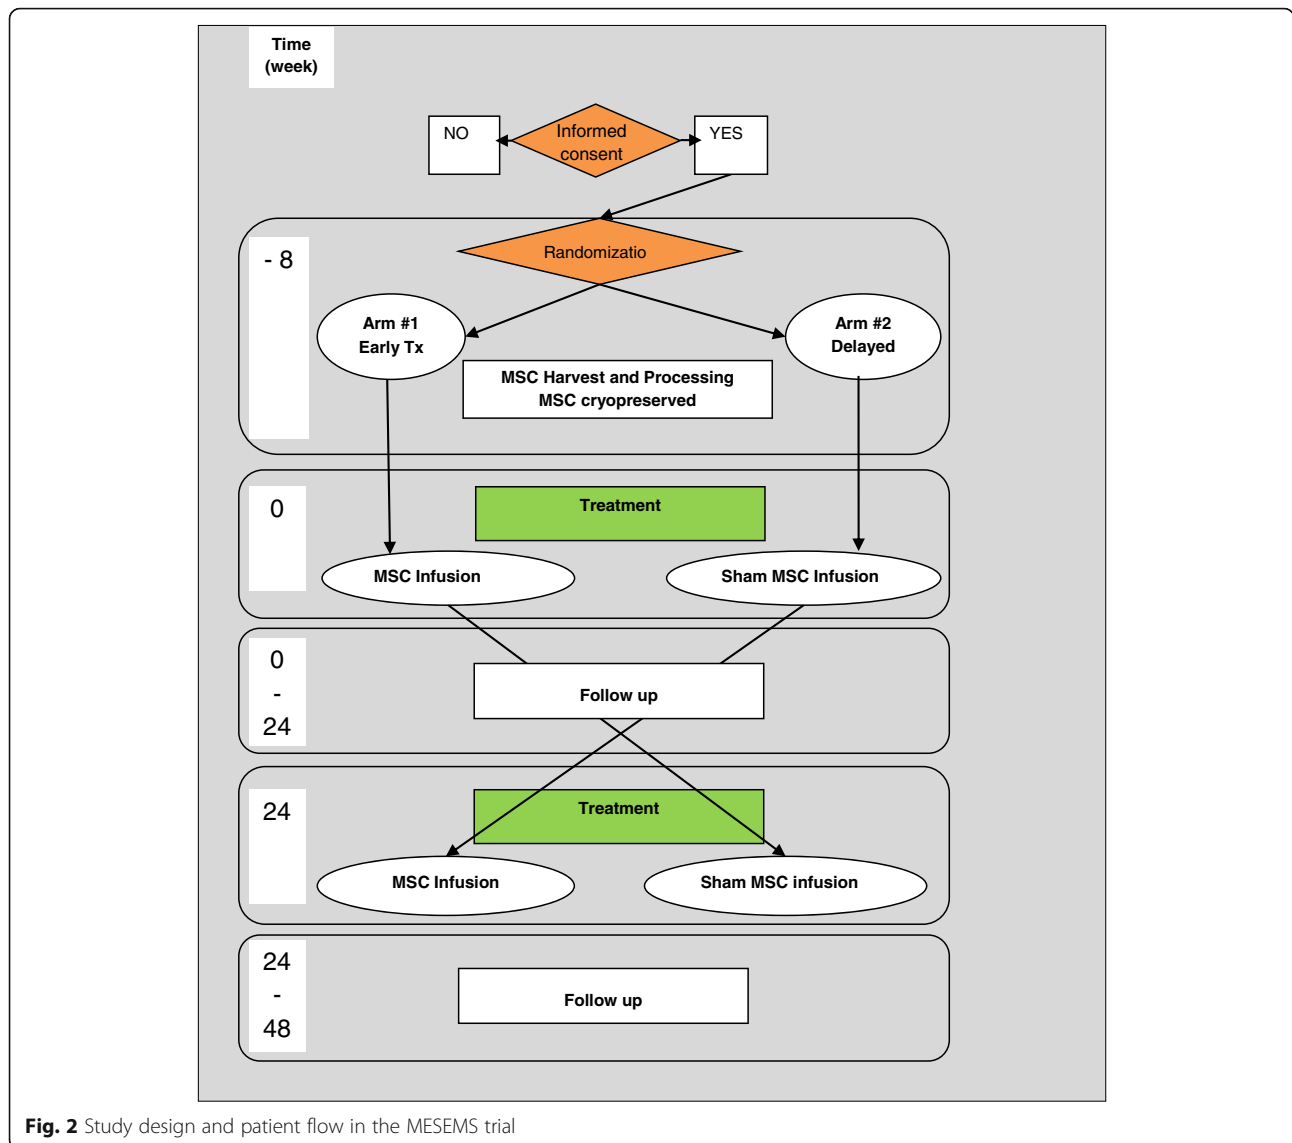 Time
(week)
NO
Informed
consent
YES
- 8
Randomizatio
Arm #1
Early Tx
Arm #2
Delayed
MSC Harvest and Processing
MSC cryopreserved
0
Treatment
MSC Infusion
Sham MSC Infusion
0
-
24
Follow up
24
Treatment
MSC Infusion
Sham MSC infusion
24
-
48
Follow up
Fig. 2 Study design and patient flow in the MESEMS trial